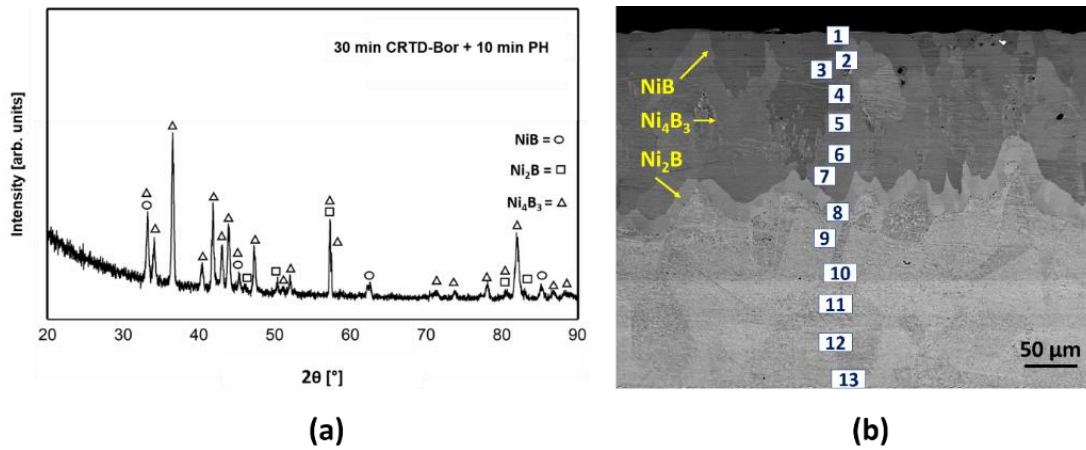 30 min CRTD-Bor + 10 min PH
Intensity [arb. units]
NiB = ○
Ni₂B = □
Ni₄B₃ = △
20 30 40 50 60 70 80 90
2θ [°]
(a)
NiB
Ni₄B₃
Ni₂B
1
2
3
4
5
6
7
8
9
10
11
12
13
50 µm
(b)